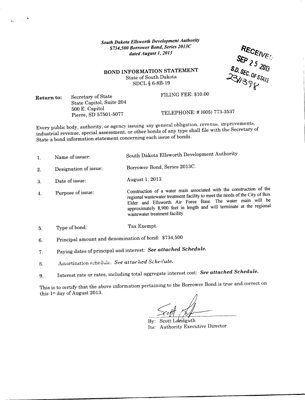 South Dakota Ellsworth Development Authority
$734,500 Borrower Bond, Series 2013C
dated August 1, 2013
RECEIVED
SEP 25 2013
S.D. SEC. OF STATE
BOND INFORMATION STATEMENT
State of South Dakota
SDCL § 6-8B-19
Return to: Secretary of State
State Capitol, Suite 204
500 E. Capitol
Pierre, SD 57501-5077
FILING FEE: $10.00
TELEPHONE # (605) 773-3537
Every public body, authority, or agency issuing any general obligation, revenue, improvements,
industrial revenue, special assessment, or other bonds of any type shall file with the Secretary of
State a bond information statement concerning each issue of bonds.
1. Name of issuer: South Dakota Ellsworth Development Authority
2. Designation of issue: Borrower Bond, Series 2013C
3. Date of issue: August 1, 2013
4. Purpose of issue: Construction of a water main associated with the construction of the
regional wastewater treatment facility to meet the needs of the City of Box
Elder and Ellsworth Air Force Base. The water main will be
approximately 8,900 feet in length and will terminate at the regional
wastewater treatment facility
5. Type of bond: Tax Exempt.
6. Principal amount and denomination of bond: $734,500
7. Paying dates of principal and interest: See attached Schedule.
8. Amortization schedule. See attached Schedule.
9. Interest rate or rates, including total aggregate interest cost: See attached Schedule.
This is to certify that the above information pertaining to the Borrower Bond is true and correct on
this 1st day of August 2013.
By: Scott Landguth
Its: Authority Executive Director